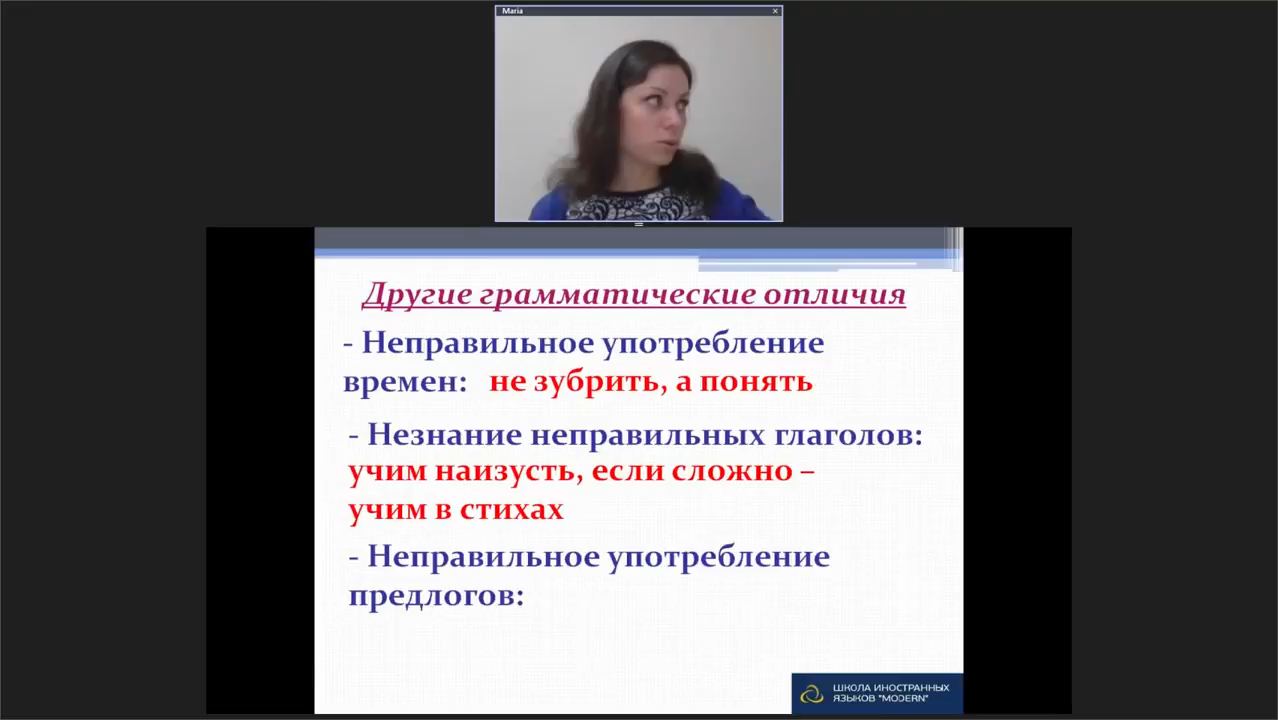 Maria
Другие грамматические отличия
- Неправильное употребление
времен: не зубрить, а понять
- Незнание неправильных глаголов:
учим наизусть, если сложно –
учим в стихах
- Неправильное употребление
предлогов:
ШКОЛА ИНОСТРАННЫХ
ЯЗЫКОВ "MODERN"